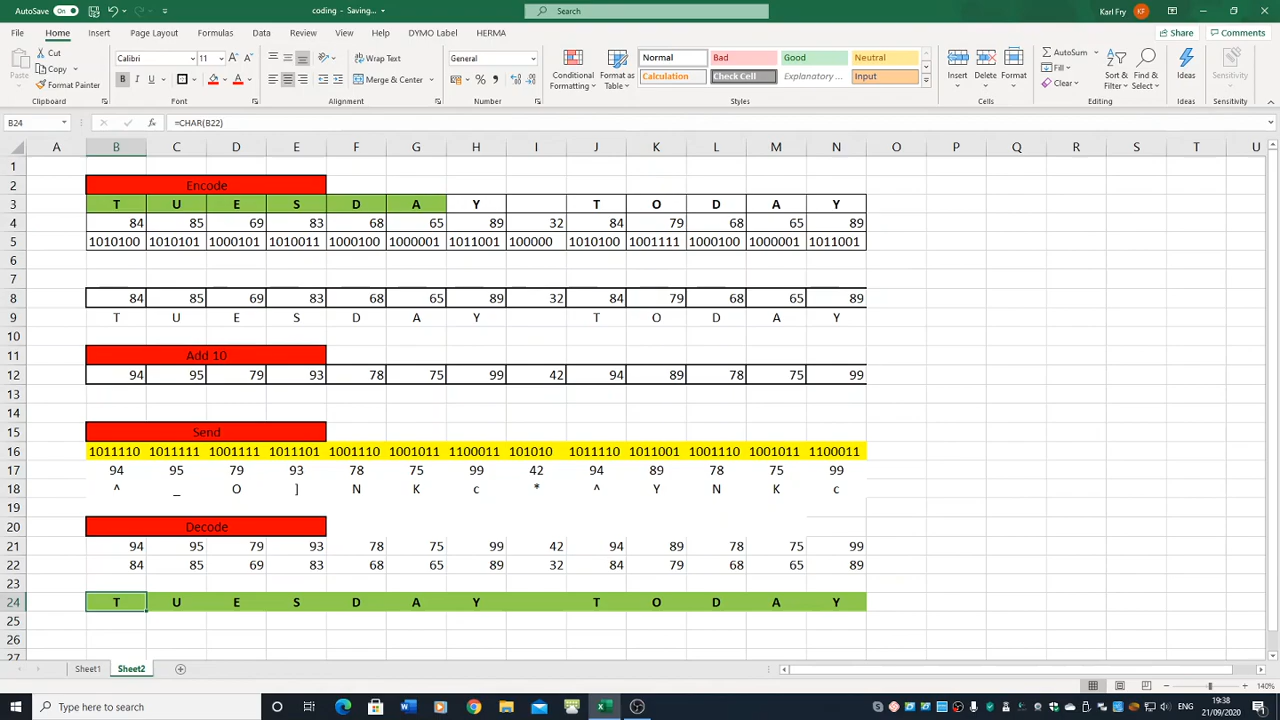 AutoSave On coding - Saving... Search Karl Fry KF
File Home Insert Page Layout Formulas Data Review View Help DYMO Label HERMA Share Comments
Paste Cut Copy Format Painter Clipboard
Calibri 11 A A B I U A Font
Wrap Text Merge & Center Alignment
General % , Number
Conditional Formatting Format as Table Normal Bad Good Neutral Calculation Check Cell Explanatory ... Input Styles
Insert Delete Format Cells
AutoSum Fill Clear Sort & Filter Find & Select Editing
Ideas Ideas Sensitivity Sensitivity
B24 fx =CHAR(B22)
A B C D E F G H I J K L M N O P Q R S T U
1
2 Encode
3 T U E S D A Y T O D A Y
4 84 85 69 83 68 65 89 32 84 79 68 65 89
5 1010100 1010101 1000101 1010011 1000100 1000001 1011001 100000 1010100 1001111 1000100 1000001 1011001
6
7
8 84 85 69 83 68 65 89 32 84 79 68 65 89
9 T U E S D A Y T O D A Y
10
11 Add 10
12 94 95 79 93 78 75 99 42 94 89 78 75 99
13
14
15 Send
16 1011110 1011111 1001111 1011101 1001110 1001011 1100011 101010 1011110 1011001 1001110 1001011 1100011
17 94 95 79 93 78 75 99 42 94 89 78 75 99
18 ^ _ O ] N K c * ^ Y N K c
19
20 Decode
21 94 95 79 93 78 75 99 42 94 89 78 75 99
22 84 85 69 83 68 65 89 32 84 79 68 65 89
23
24 T U E S D A Y T O D A Y
25
26
27
Sheet1 Sheet2 140%
Type here to search 19:38
21/09/2020